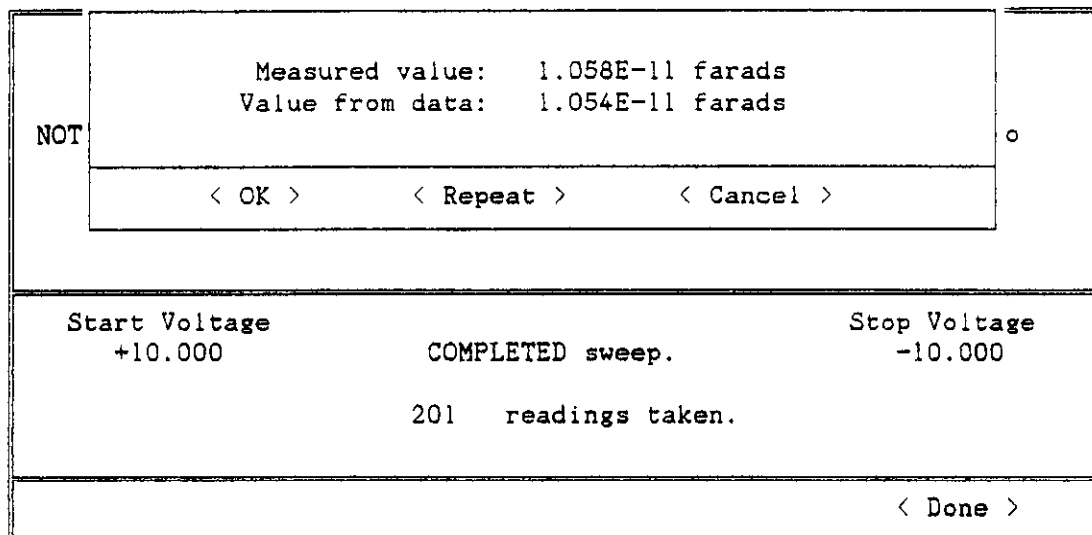 Measured value: 1.058E-11 farads
Value from data: 1.054E-11 farads
NOT o
< OK > < Repeat > < Cancel >
Start Voltage Stop Voltage
+10.000 COMPLETED sweep. -10.000
201 readings taken.
< Done >